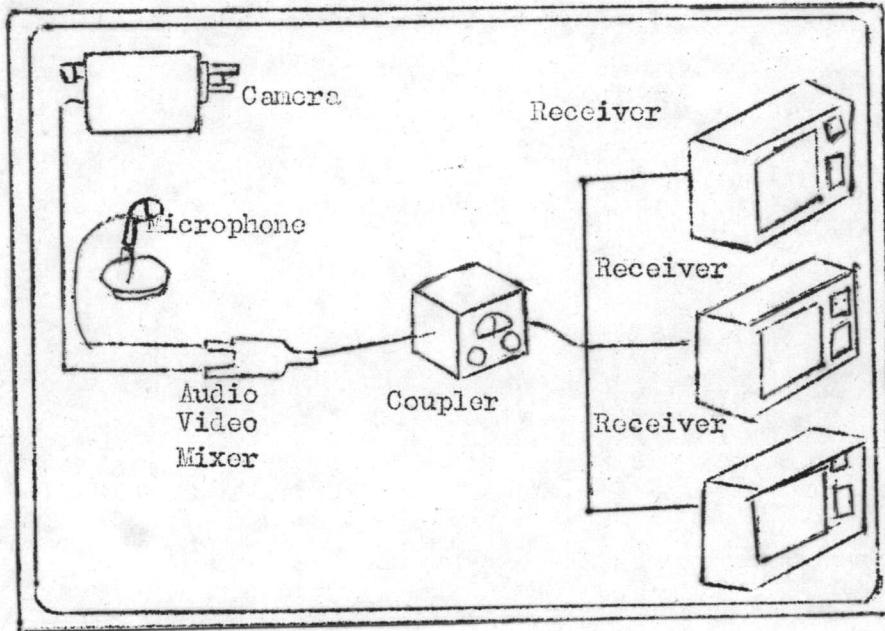 Camera
Receiver
Microphone
Receiver
Audio
Video
Mixer
Coupler
Receiver